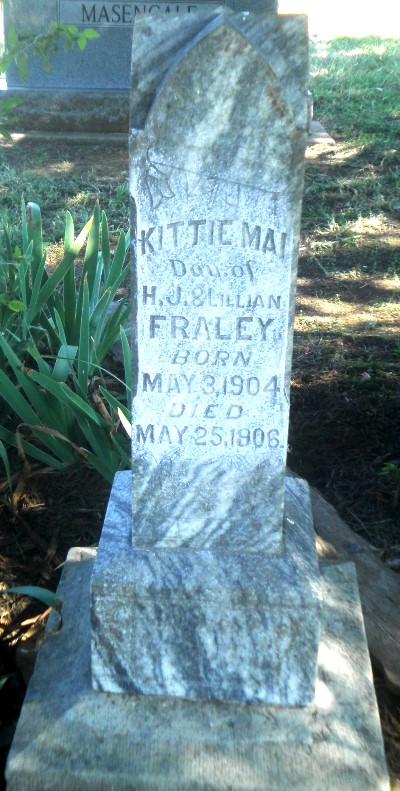 MASENGALE
KITTIE MAI
Dau. of
H. J. & LILLIAN
FRALEY.
BORN
MAY 3, 1904
DIED
MAY 25, 1906.